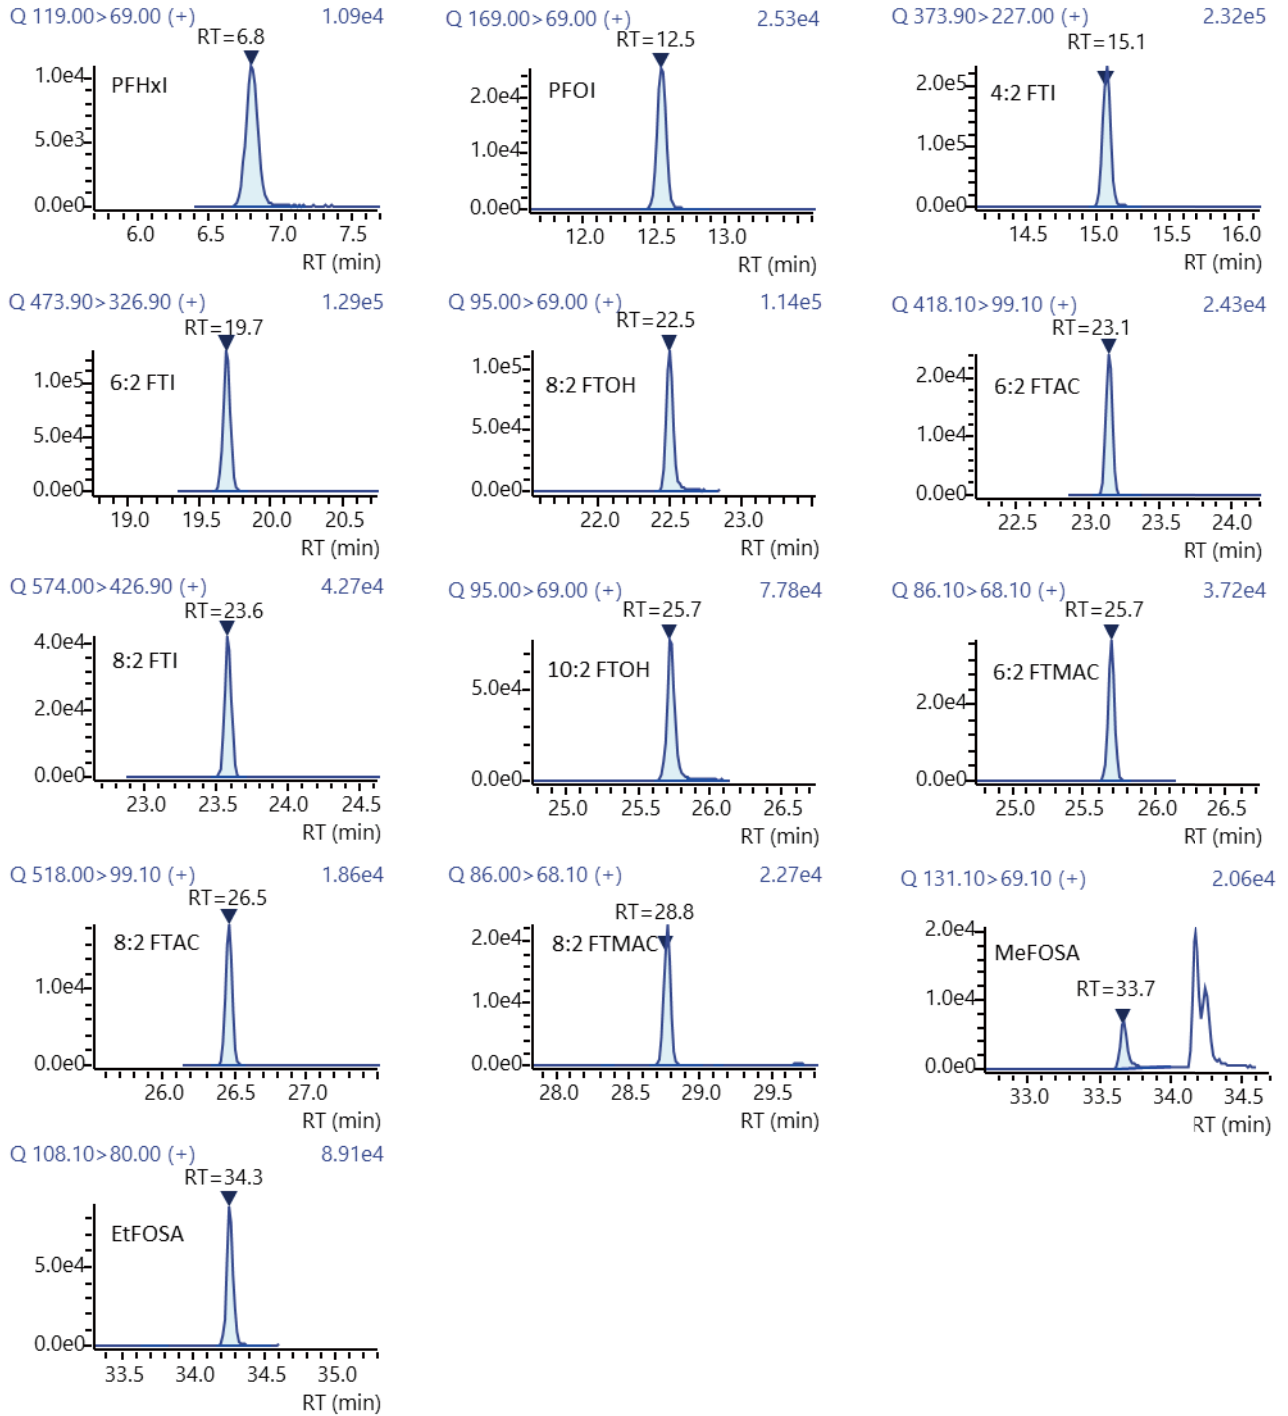 Q 119.00>69.00 (+) 1.09e4
RT=6.8
PFHxI
1.0e4
5.0e3
0.0e0
6.0 6.5 7.0 7.5
RT (min)
Q 169.00>69.00 (+) 2.53e4
RT=12.5
PFOI
2.0e4
1.0e4
0.0e0
12.0 12.5 13.0
RT (min)
Q 373.90>227.00 (+) 2.32e5
RT=15.1
4:2 FTI
2.0e5
1.0e5
0.0e0
14.5 15.0 15.5 16.0
RT (min)
Q 473.90>326.90 (+) 1.29e5
RT=19.7
6:2 FTI
1.0e5
5.0e4
0.0e0
19.0 19.5 20.0 20.5
RT (min)
Q 95.00>69.00 (+) 1.14e5
RT=22.5
8:2 FTOH
1.0e5
5.0e4
0.0e0
22.0 22.5 23.0
RT (min)
Q 418.10>99.10 (+) 2.43e4
RT=23.1
6:2 FTAC
2.0e4
1.0e4
0.0e0
22.5 23.0 23.5 24.0
RT (min)
Q 574.00>426.90 (+) 4.27e4
RT=23.6
8:2 FTI
4.0e4
2.0e4
0.0e0
23.0 23.5 24.0 24.5
RT (min)
Q 95.00>69.00 (+) 7.78e4
RT=25.7
10:2 FTOH
5.0e4
0.0e0
25.0 25.5 26.0 26.5
RT (min)
Q 86.10>68.10 (+) 3.72e4
RT=25.7
6:2 FTMAC
2.0e4
0.0e0
25.0 25.5 26.0 26.5
RT (min)
Q 518.00>99.10 (+) 1.86e4
RT=26.5
8:2 FTAC
1.0e4
0.0e0
26.0 26.5 27.0
RT (min)
Q 86.00>68.10 (+) 2.27e4
RT=28.8
8:2 FTMAC
2.0e4
1.0e4
0.0e0
28.0 28.5 29.0 29.5
RT (min)
Q 131.10>69.10 (+) 2.06e4
MeFOSA
RT=33.7
2.0e4
1.0e4
0.0e0
33.0 33.5 34.0 34.5
RT (min)
Q 108.10>80.00 (+) 8.91e4
RT=34.3
EtFOSA
5.0e4
0.0e0
33.5 34.0 34.5 35.0
RT (min)